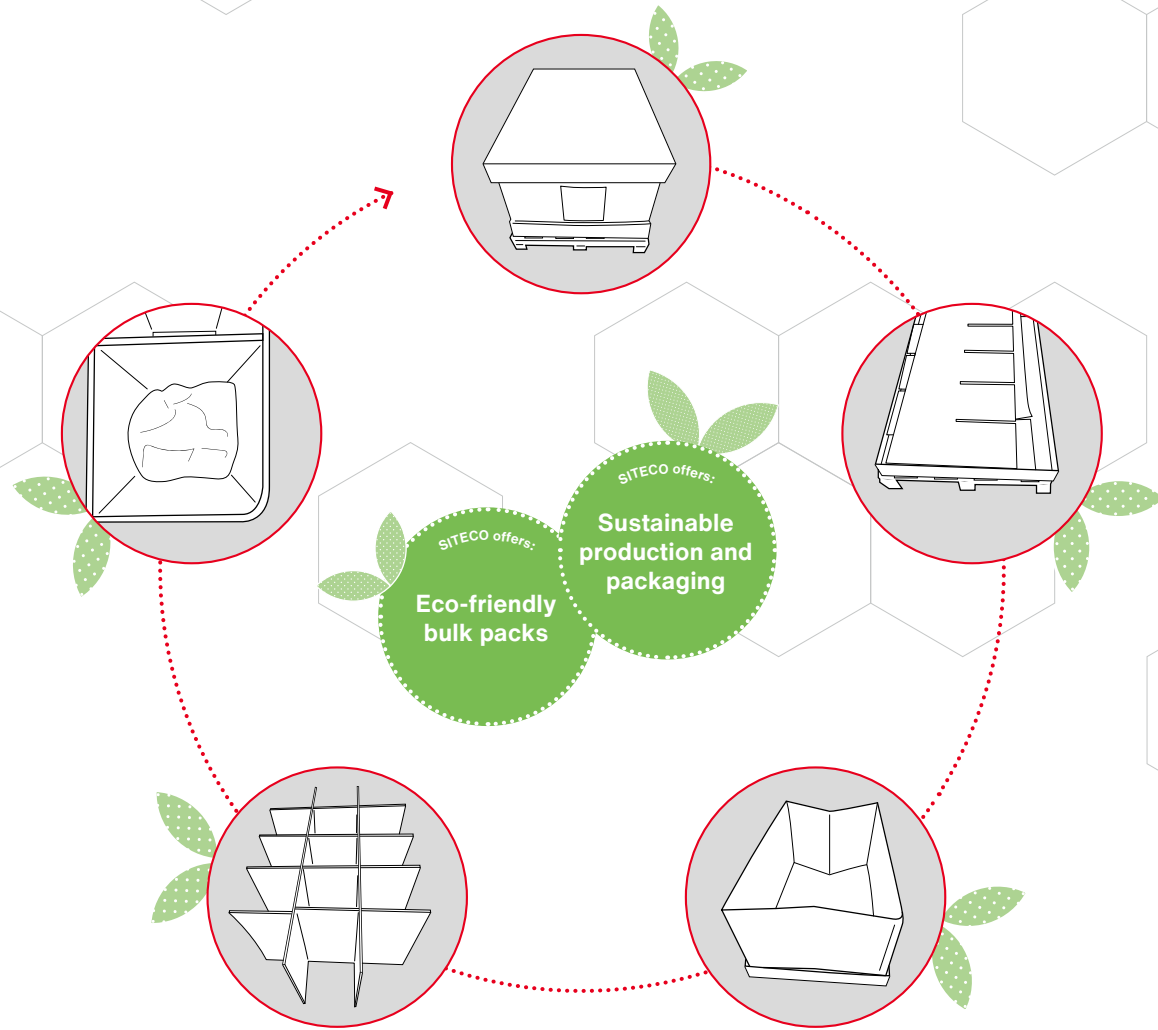 SITECO offers:
Sustainable
production and
packaging
SITECO offers:
Eco-friendly
bulk packs